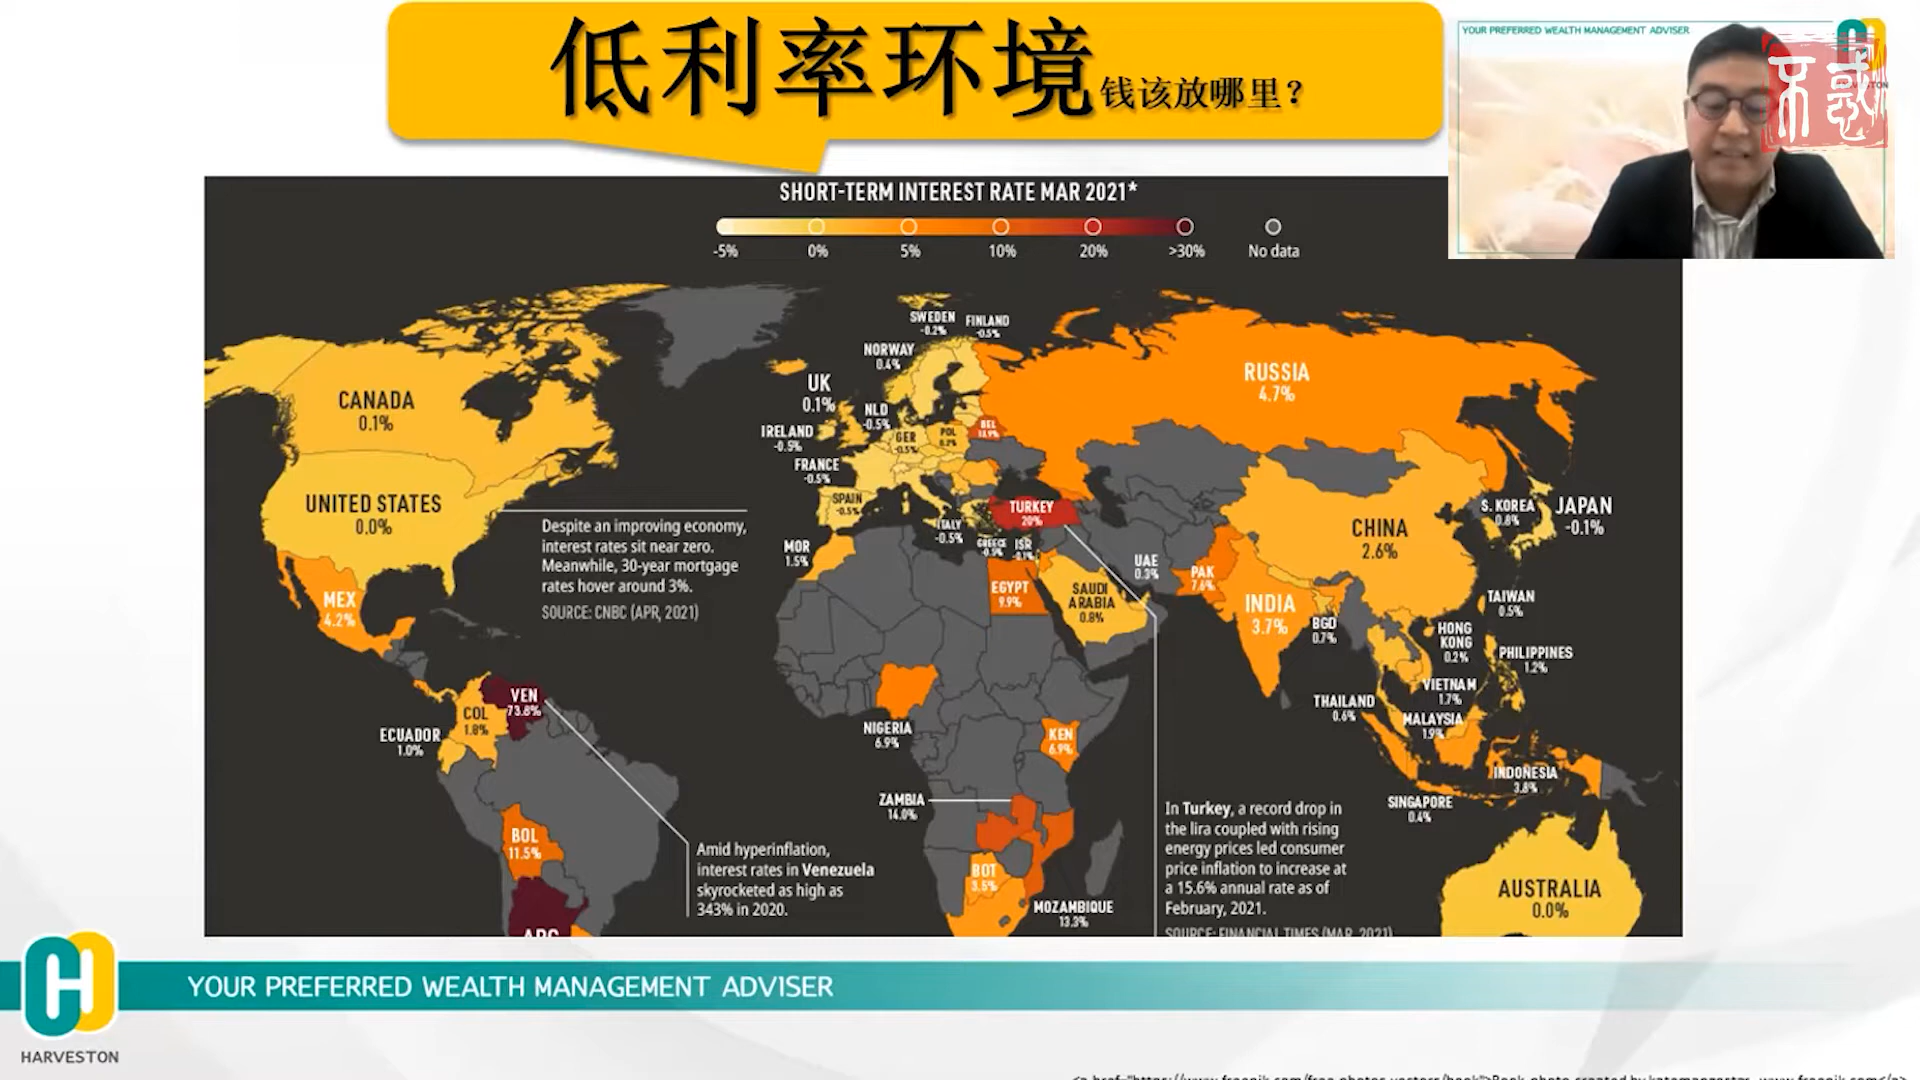 低利率环境钱该放哪里？
YOUR PREFERRED WEALTH MANAGEMENT ADVISER
不惑
SHORT-TERM INTEREST RATE MAR 2021*
-5% 0% 5% 10% 20% >30% No data
SWEDEN
-0.2%
FINLAND
-0.5%
NORWAY
0.4%
UK
0.1%
NLD
-0.5%
IRELAND
-0.5%
GER
-0.5%
POL
0.2%
BEL
FRANCE
-0.5%
SPAIN
-0.5%
ITALY
-0.5%
GREECE
-0.5%
ISR
-0.1%
TURKEY
20%
RUSSIA
4.7%
CANADA
0.1%
UNITED STATES
0.0%
Despite an improving economy,
interest rates sit near zero.
Meanwhile, 30-year mortgage
rates hover around 3%.
SOURCE: CNBC (APR, 2021)
MEX
4.2%
MOR
1.5%
EGYPT
9.9%
SAUDI
ARABIA
0.8%
UAE
0.3%
PAK
INDIA
3.7%
BGD
0.7%
CHINA
2.6%
S. KOREA
0.8%
JAPAN
-0.1%
TAIWAN
0.5%
HONG
KONG
0.2%
PHILIPPINES
1.2%
VIETNAM
1.7%
THAILAND
0.6%
MALAYSIA
1.9%
INDONESIA
3.8%
SINGAPORE
0.4%
AUSTRALIA
0.0%
VEN
73.8%
COL
1.8%
ECUADOR
1.0%
BOL
11.5%
ARG
Amid hyperinflation,
interest rates in Venezuela
skyrocketed as high as
343% in 2020.
NIGERIA
6.9%
KEN
6.9%
ZAMBIA
14.0%
BOT
3.5%
MOZAMBIQUE
13.3%
In Turkey, a record drop in
the lira coupled with rising
energy prices led consumer
price inflation to increase at
a 15.6% annual rate as of
February, 2021.
SOURCE: FINANCIAL TIMES (MAR, 2021)
YOUR PREFERRED WEALTH MANAGEMENT ADVISER
HARVESTON